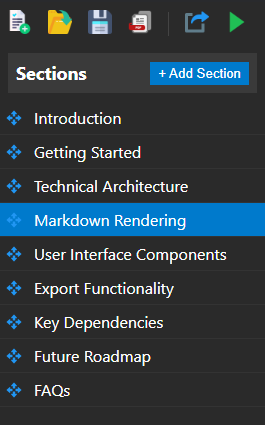 Sections
+ Add Section
Introduction
Getting Started
Technical Architecture
Markdown Rendering
User Interface Components
Export Functionality
Key Dependencies
Future Roadmap
FAQs